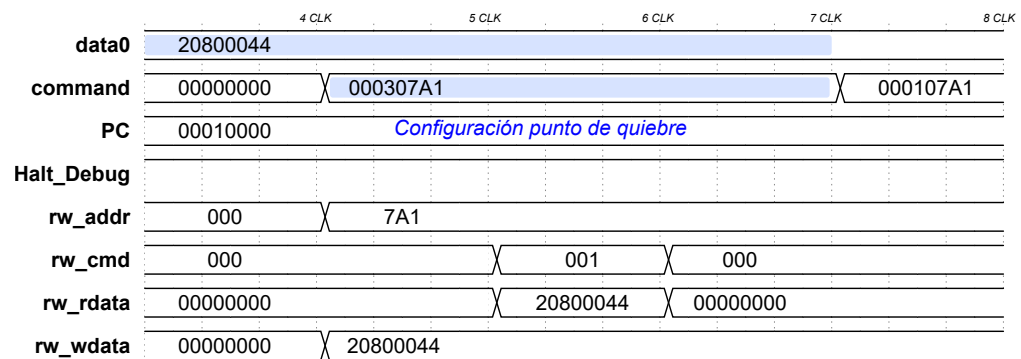 4 CLK 5 CLK 6 CLK 7 CLK 8 CLK
data0 20800044
command 00000000 000307A1 000107A1
PC 00010000 Configuración punto de quiebre
Halt_Debug
rw_addr 000 7A1
rw_cmd 000 001 000
rw_rdata 00000000 20800044 00000000
rw_wdata 00000000 20800044